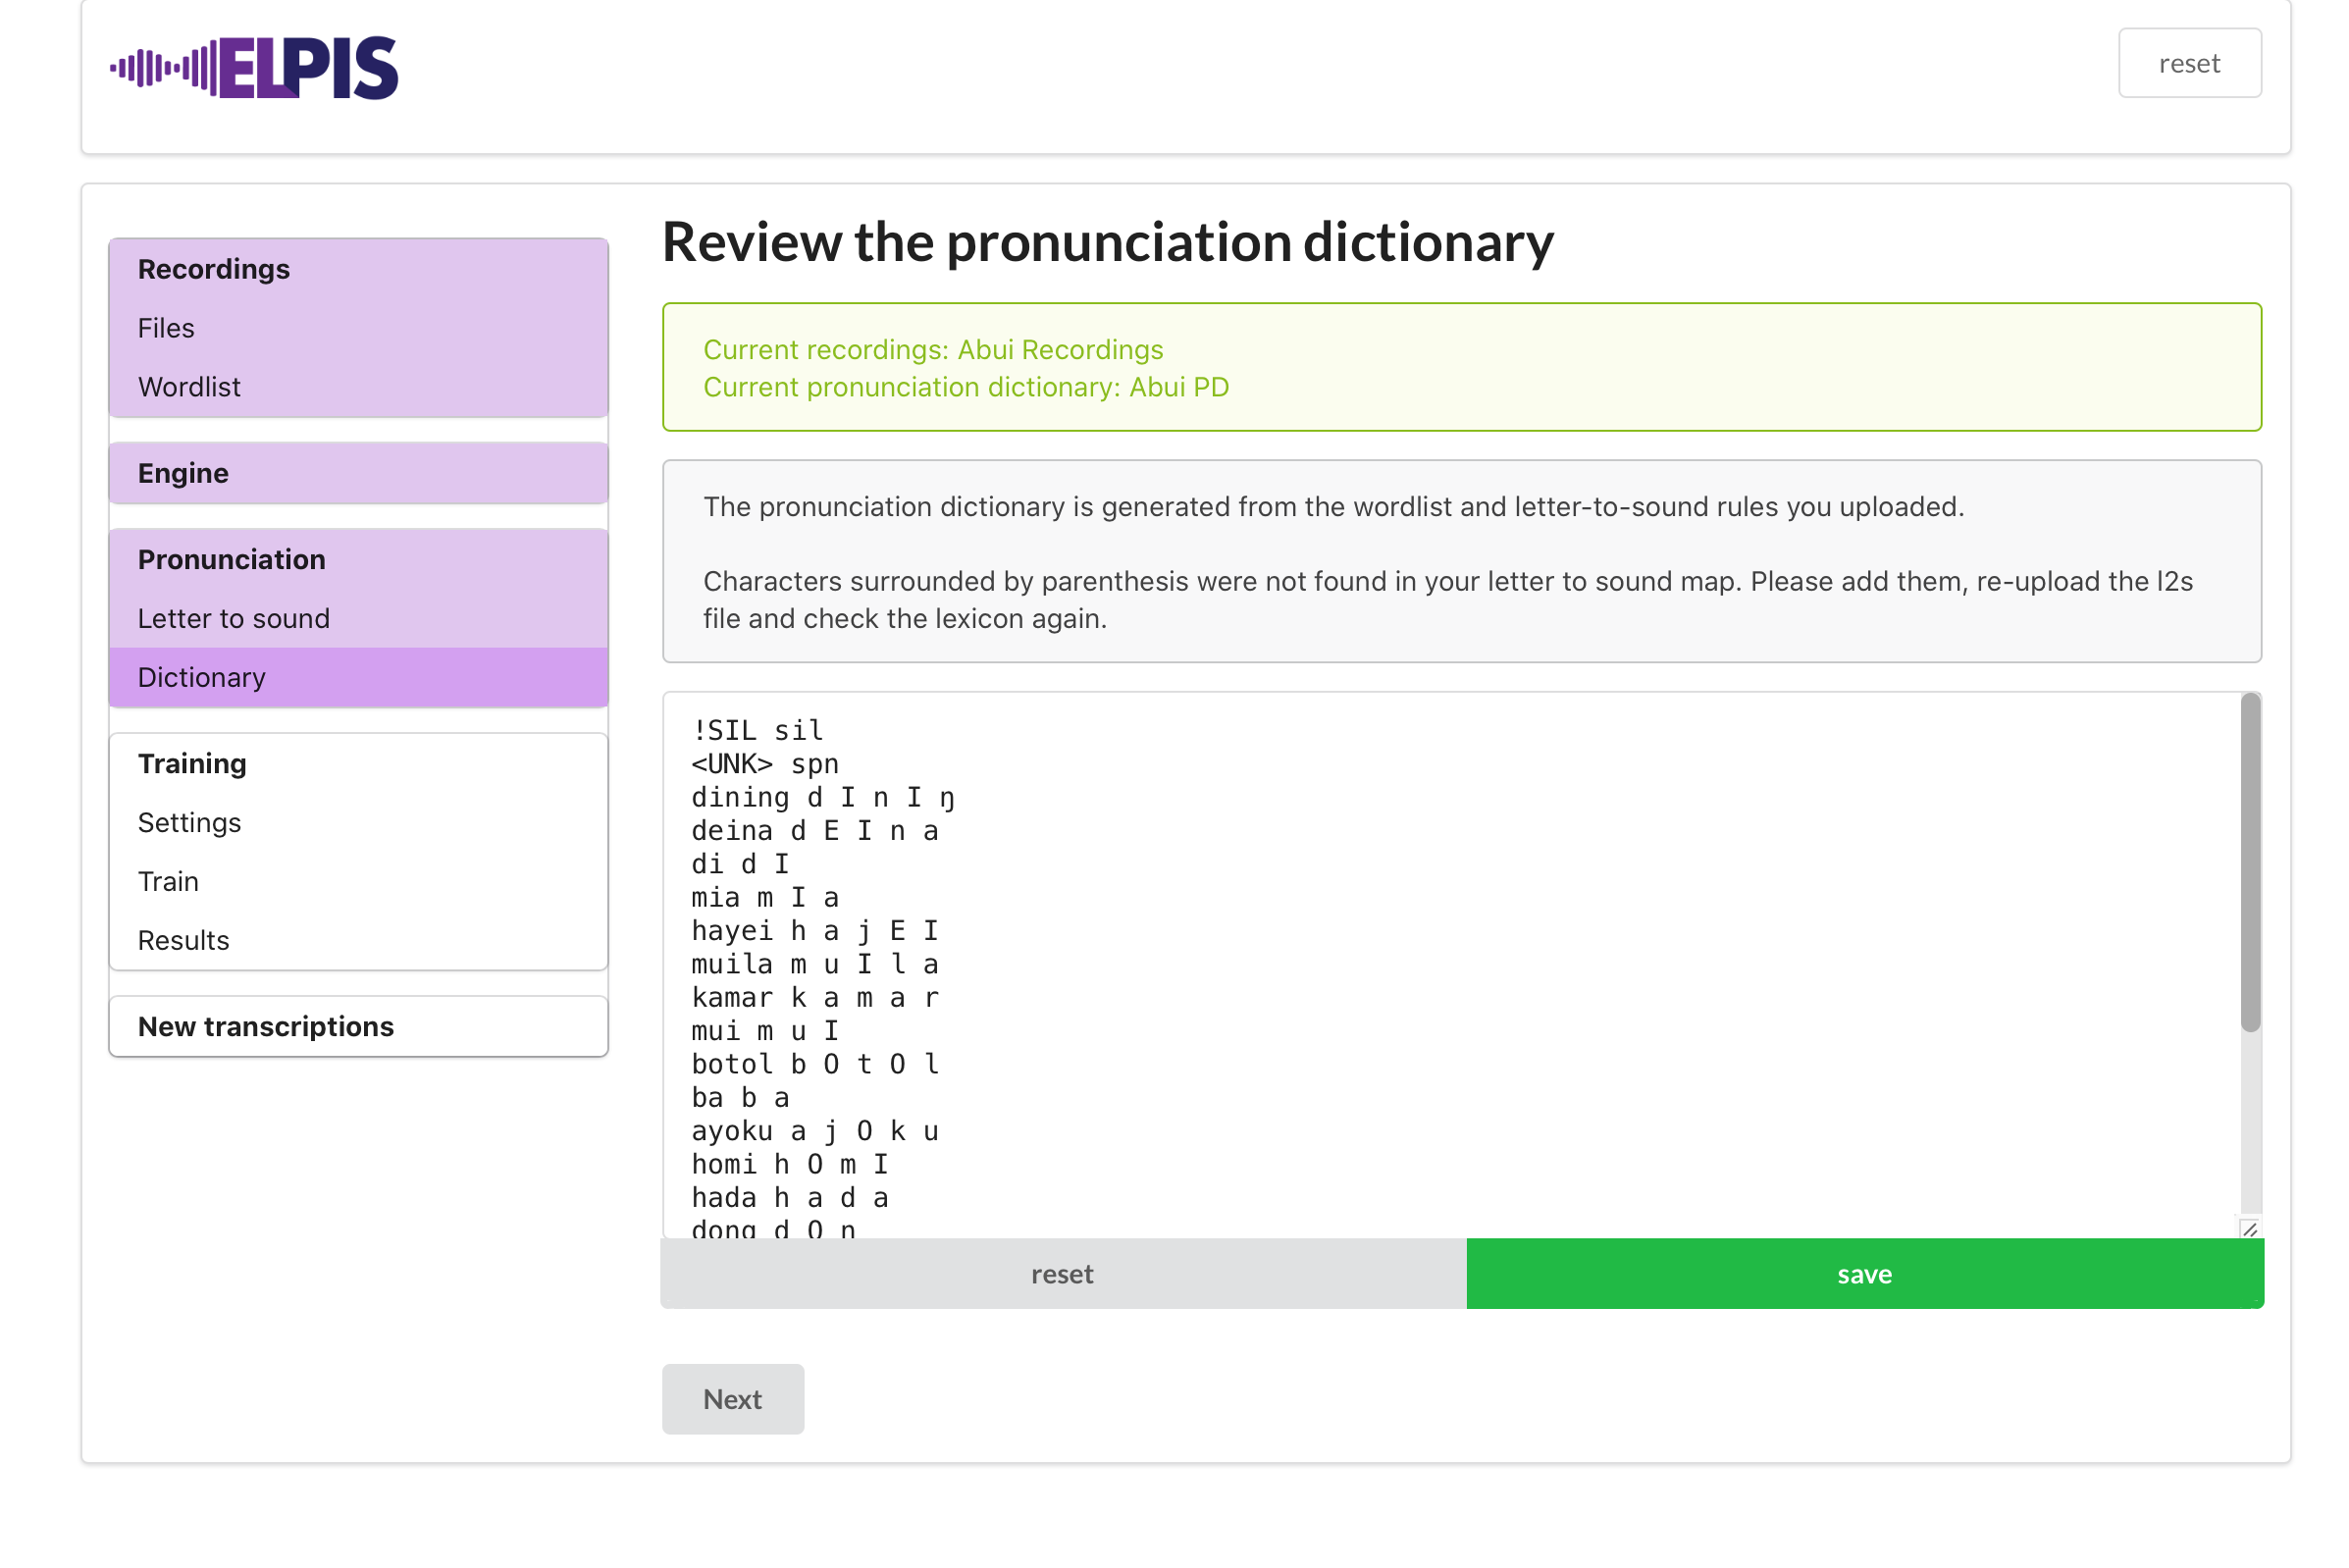 ELPIS
reset
Recordings
Files
Wordlist
Engine
Pronunciation
Letter to sound
Dictionary
Training
Settings
Train
Results
New transcriptions
Review the pronunciation dictionary
Current recordings: Abui Recordings
Current pronunciation dictionary: Abui PD
The pronunciation dictionary is generated from the wordlist and letter-to-sound rules you uploaded.
Characters surrounded by parenthesis were not found in your letter to sound map. Please add them, re-upload the l2s
file and check the lexicon again.
!SIL sil
<UNK> spn
dining d I n I ŋ
deina d E I n a
di d I
mia m I a
hayei h a j E I
muila m u I l a
kamar k a m a r
mui m u I
botol b O t O l
ba b a
ayoku a j O k u
homi h O m I
hada h a d a
dong d O
reset
save
Next